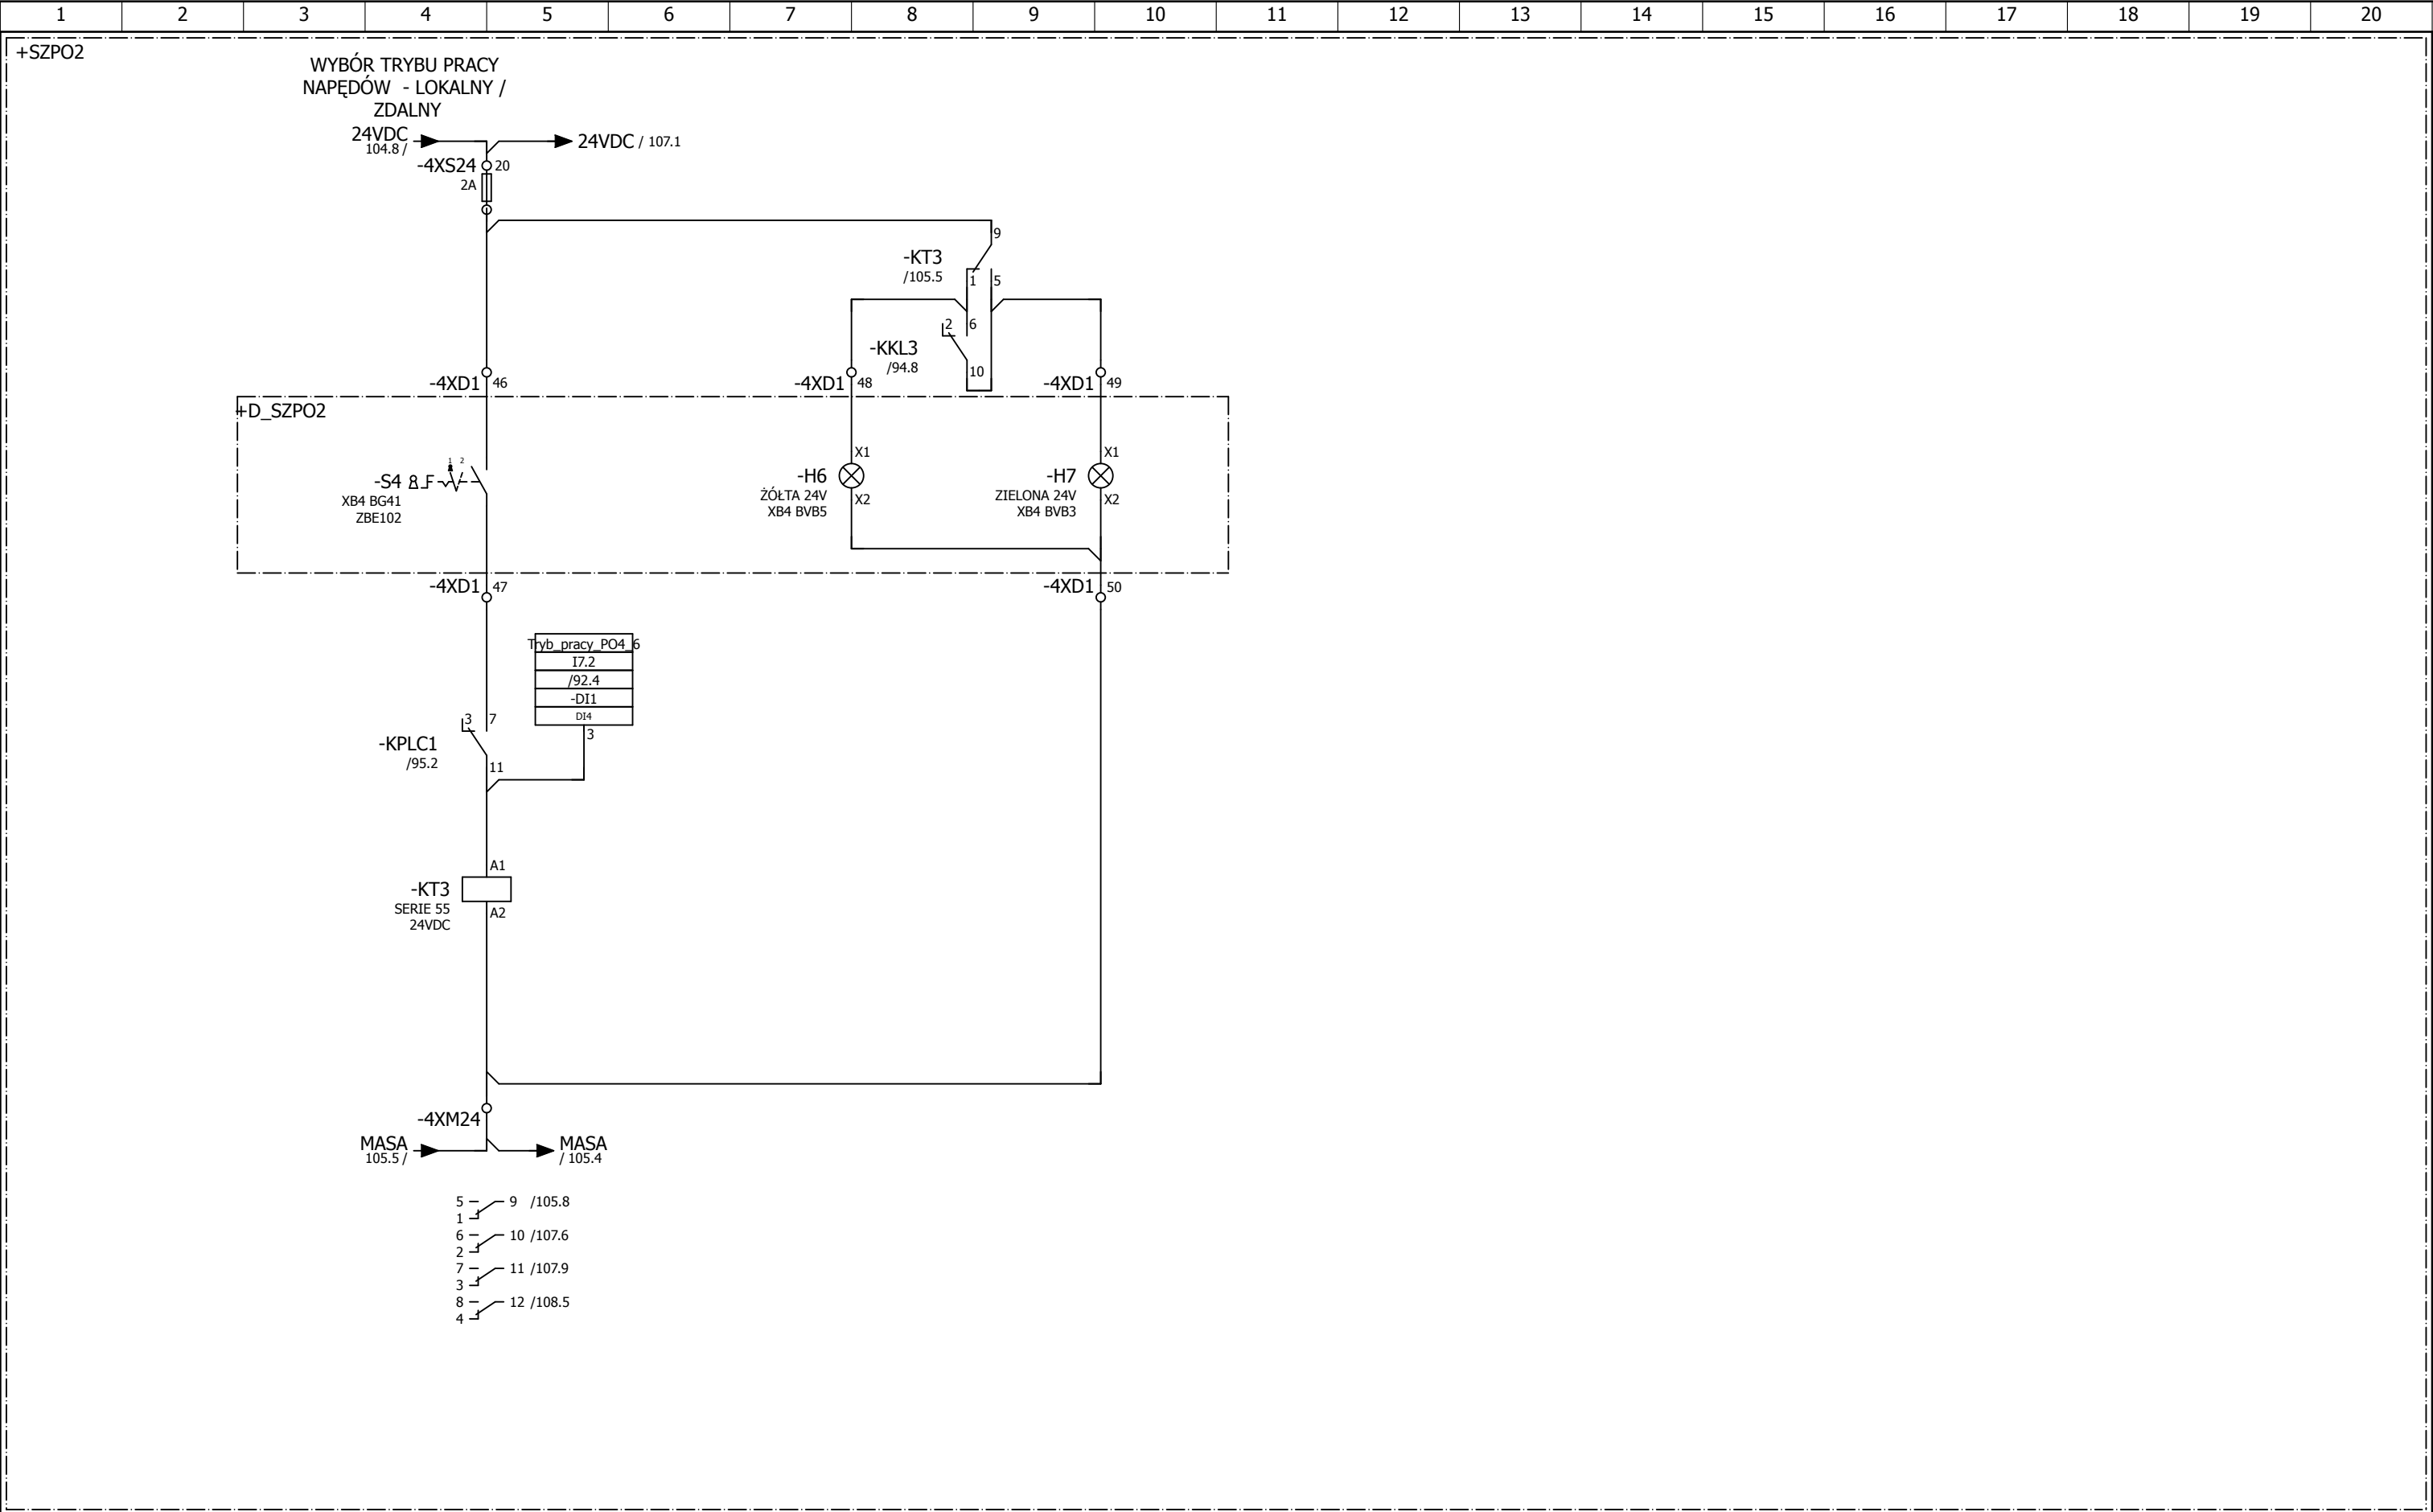 1 2 3 4 5 6 7 8 9 10 11 12 13 14 15 16 17 18 19 20
+SZPO2
WYBÓR TRYBU PRACY
NAPĘDÓW - LOKALNY /
ZDALNY
24VDC
104.8 /
24VDC / 107.1
-4XS24 20
2A
9
-KT3
/105.5
1 5
2 6
-KKL3
/94.8
10
-4XD1 46
-4XD1 48
-4XD1 49
+D_SZPO2
1 2
-S4
XB4 BG41
ZBE102
X1
-H6
ŻÓŁTA 24V
XB4 BVB5
X2
X1
-H7
ZIELONA 24V
XB4 BVB3
X2
-4XD1 47
-4XD1 50
Tryb_pracy_PO4_6
I7.2
/92.4
-DI1
DI4
3
3 7
-KPLC1
/95.2
11
A1
-KT3
SERIE 55
24VDC
A2
-4XM24
MASA
105.5 /
MASA
/ 105.4
5 9 /105.8
1
6 10 /107.6
2
7 11 /107.9
3
8 12 /108.5
4